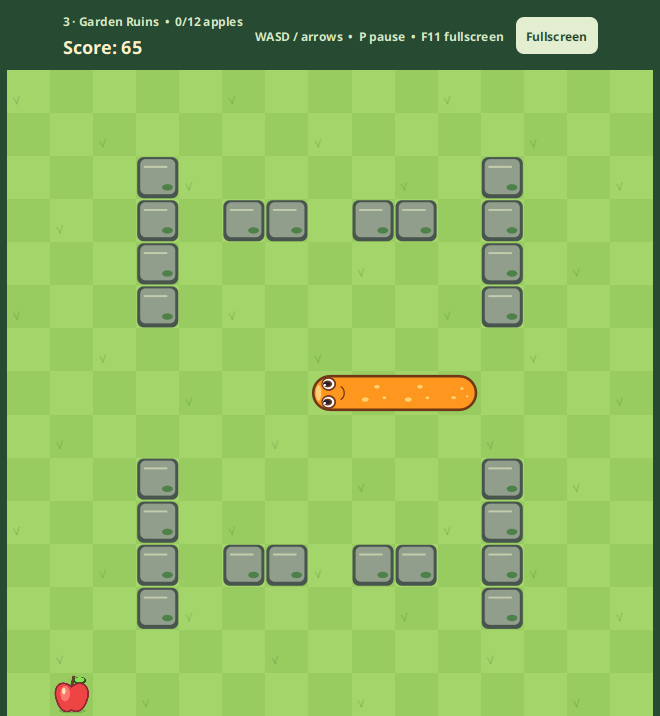 3 · Garden Ruins • 0/12 apples
Score: 65
WASD / arrows • P pause • F11 fullscreen
Fullscreen